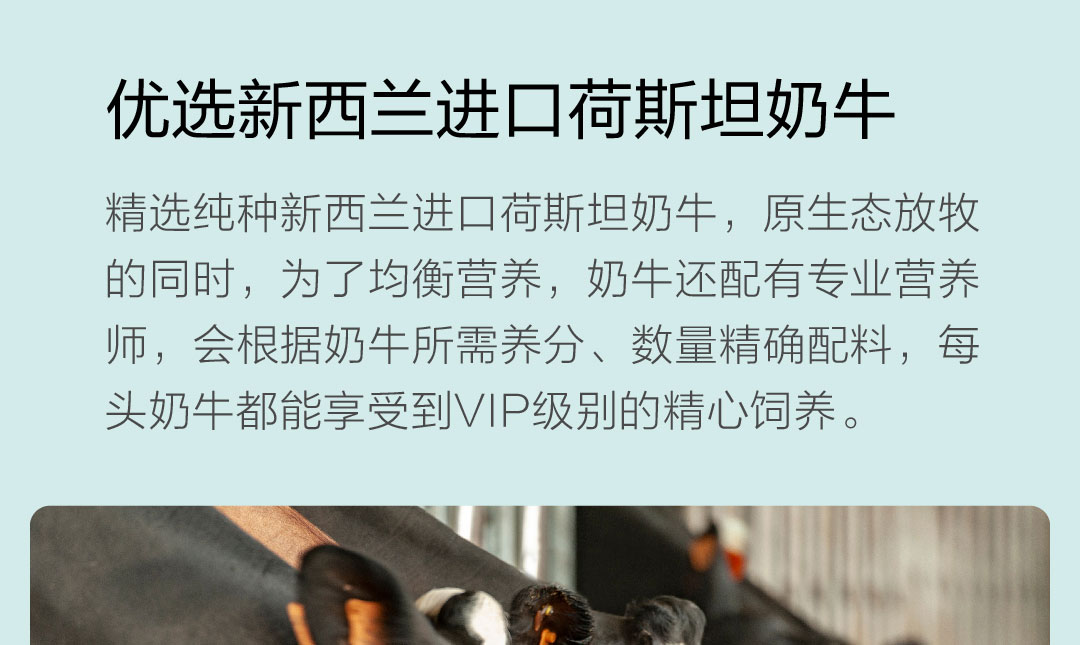 优选新西兰进口荷斯坦奶牛
精选纯种新西兰进口荷斯坦奶牛，原生态放牧
的同时，为了均衡营养，奶牛还配有专业营养
师，会根据奶牛所需养分、数量精确配料，每
头奶牛都能享受到VIP级别的精心饲养。